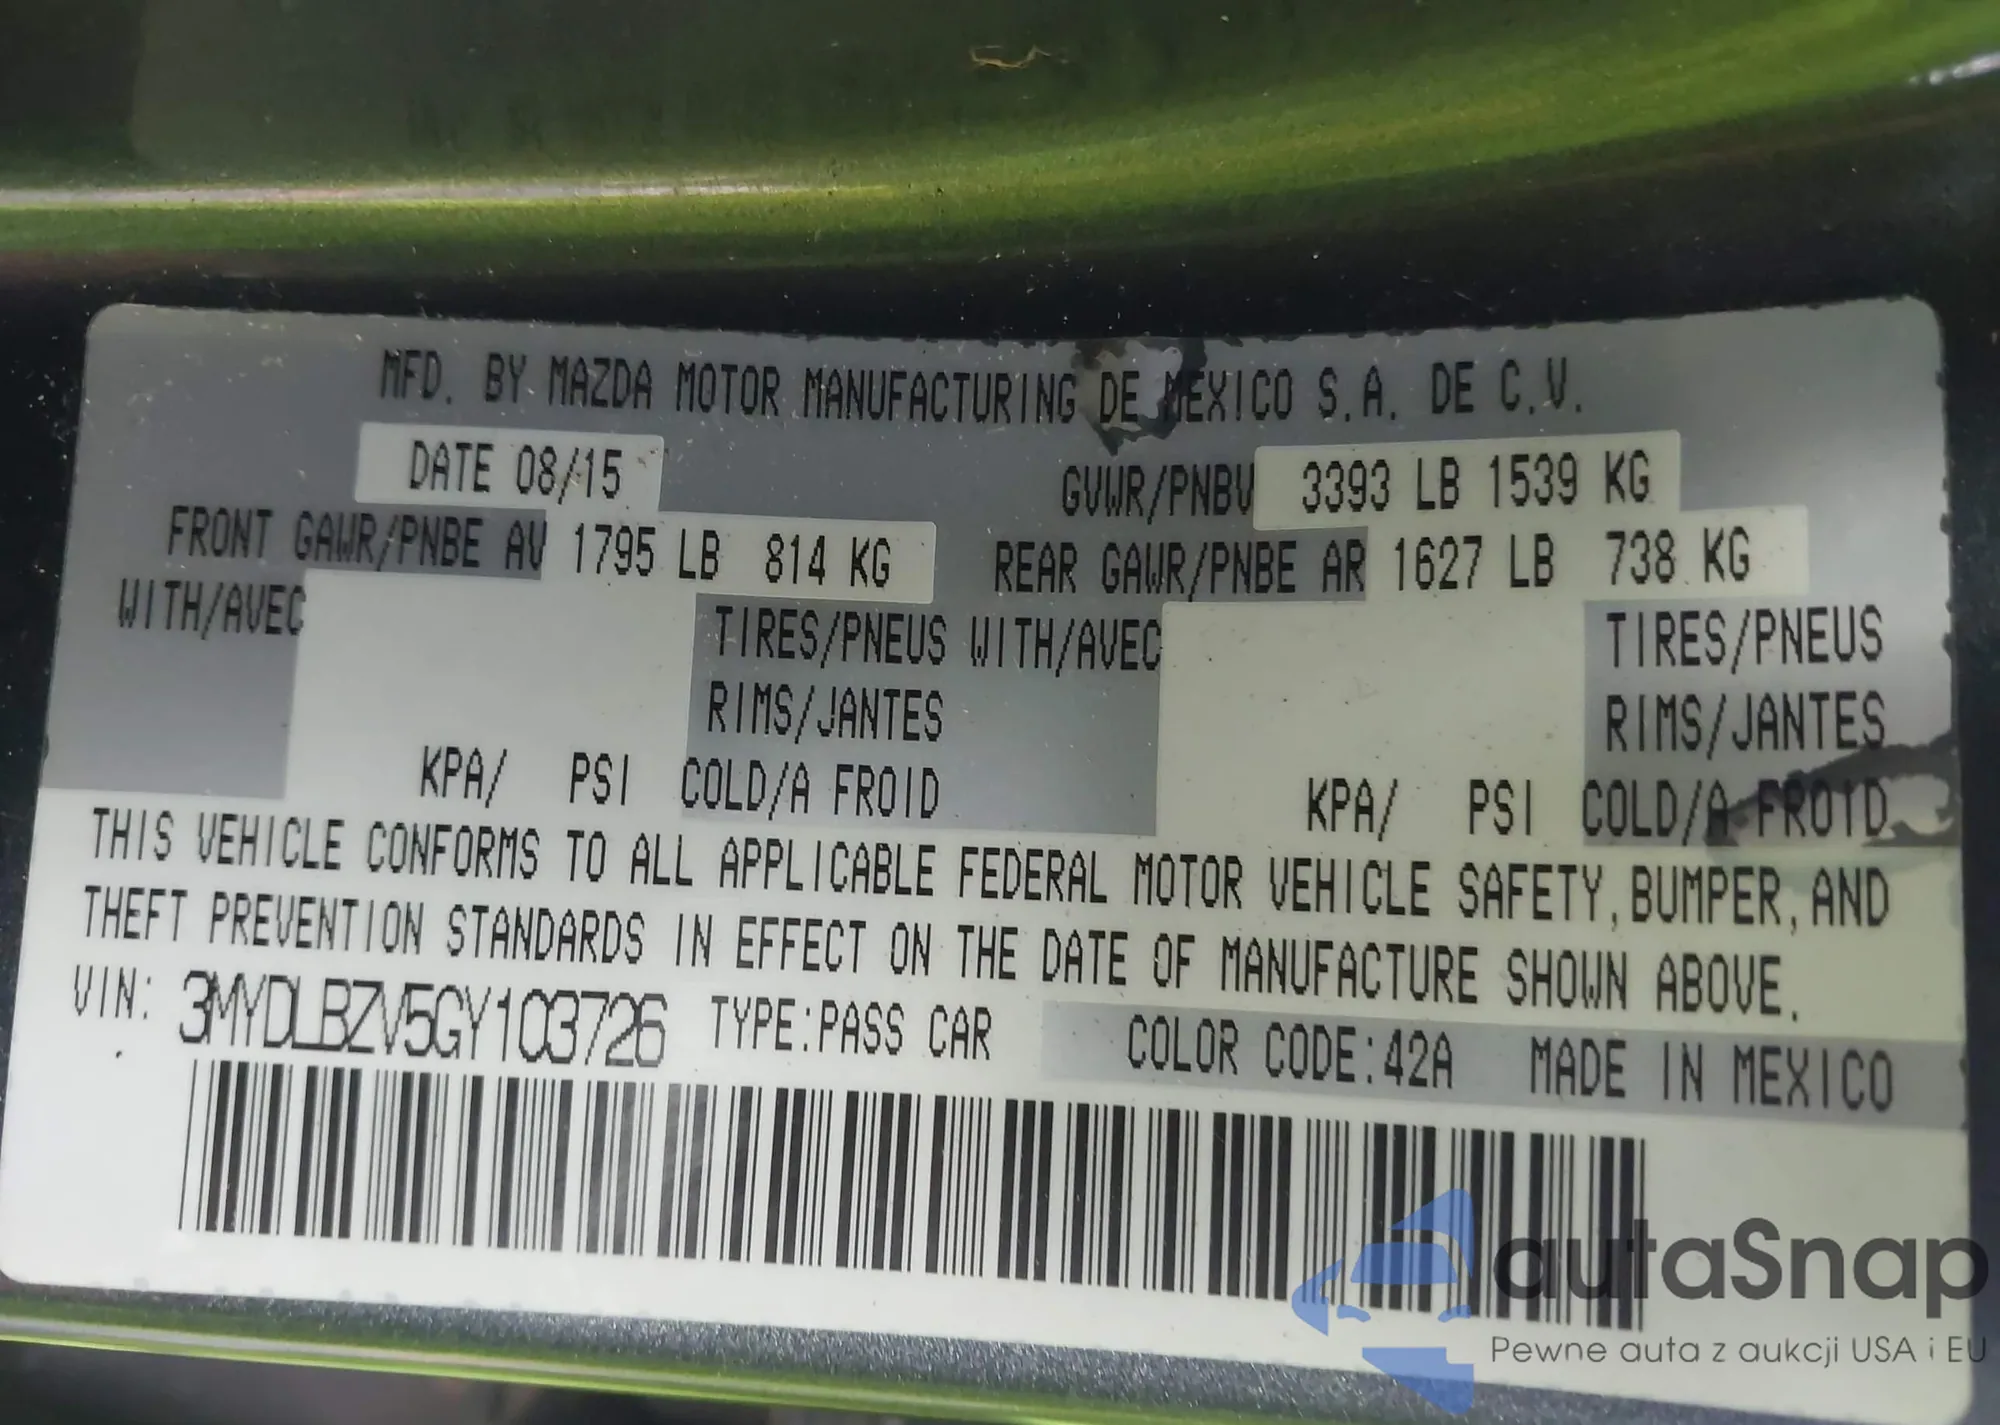 MFD. BY MAZDA MOTOR MANUFACTURING DE MEXICO S.A. DE C.V.
DATE 08/15 GVWR/PNBV 3393 LB 1539 KG
FRONT GAWR/PNBE AV 1795 LB 814 KG REAR GAWR/PNBE AR 1627 LB 738 KG
WITH/AVEC TIRES/PNEUS WITH/AVEC TIRES/PNEUS
RIMS/JANTES RIMS/JANTES
KPA/ PSI COLD/A FROID KPA/ PSI COLD/A FROID
THIS VEHICLE CONFORMS TO ALL APPLICABLE FEDERAL MOTOR VEHICLE SAFETY, BUMPER, AND
THEFT PREVENTION STANDARDS IN EFFECT ON THE DATE OF MANUFACTURE SHOWN ABOVE.
VIN: 3MYDLBZV5GY103726 TYPE:PASS CAR COLOR CODE:42A MADE IN MEXICO
autaSnap
Pewne auta z aukcji USA i EU